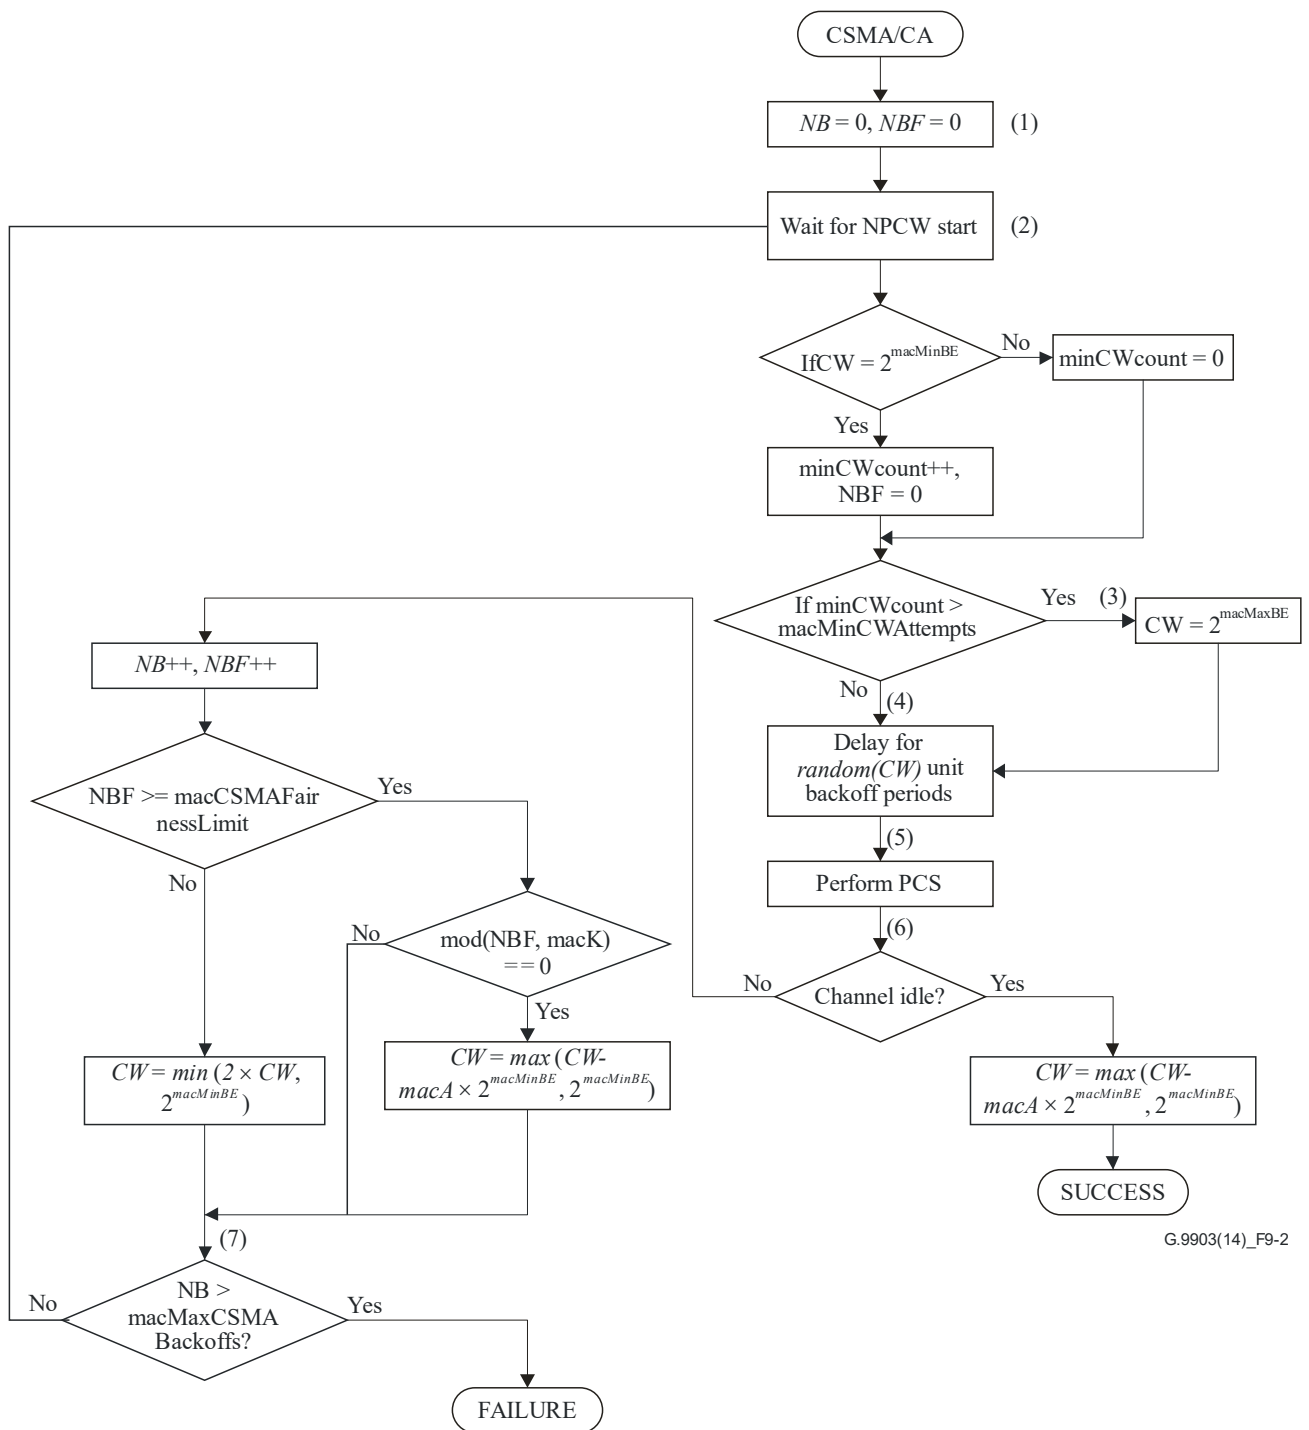 CSMA/CA
NB = 0, NBF = 0 (1)
Wait for NPCW start (2)
IfCW = 2^macMinBE
No
minCWcount = 0
Yes
minCWcount++,
NBF = 0
If minCWcount >
macMinCWAttempts
Yes (3)
CW = 2^macMaxBE
No
(4)
Delay for
random(CW) unit
backoff periods
(5)
Perform PCS
(6)
Channel idle?
No
Yes
CW = max (CW-
macA × 2^macMinBE, 2^macMinBE)
SUCCESS
NB++, NBF++
NBF >= macCSMAFair
nessLimit
Yes
No
mod(NBF, macK)
== 0
No
Yes
CW = max (CW-
macA × 2^macMinBE, 2^macMinBE)
CW = min (2 × CW,
2^macMinBE)
(7)
NB >
macMaxCSMA
Backoffs?
No
Yes
FAILURE
G.9903(14)_F9-2